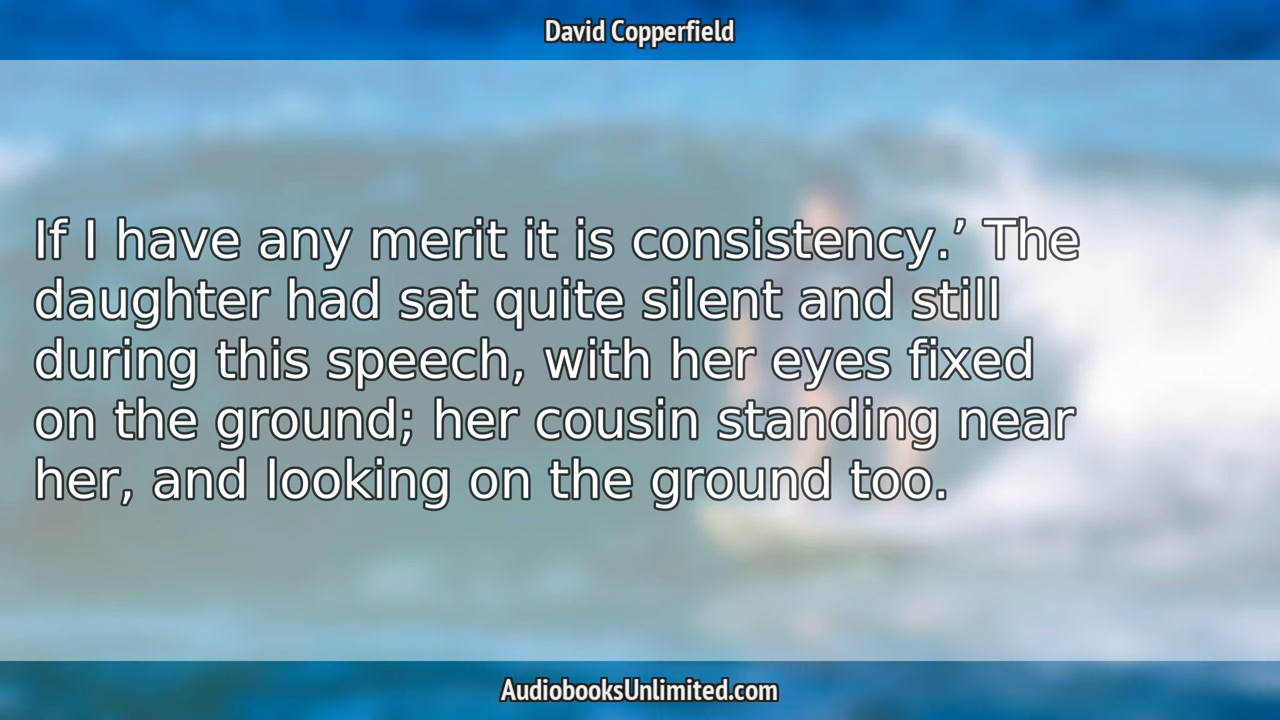 David Copperfield
If I have any merit it is consistency.’ The
daughter had sat quite silent and still
during this speech, with her eyes fixed
on the ground; her cousin standing near
her, and looking on the ground too.
AudiobooksUnlimited.com